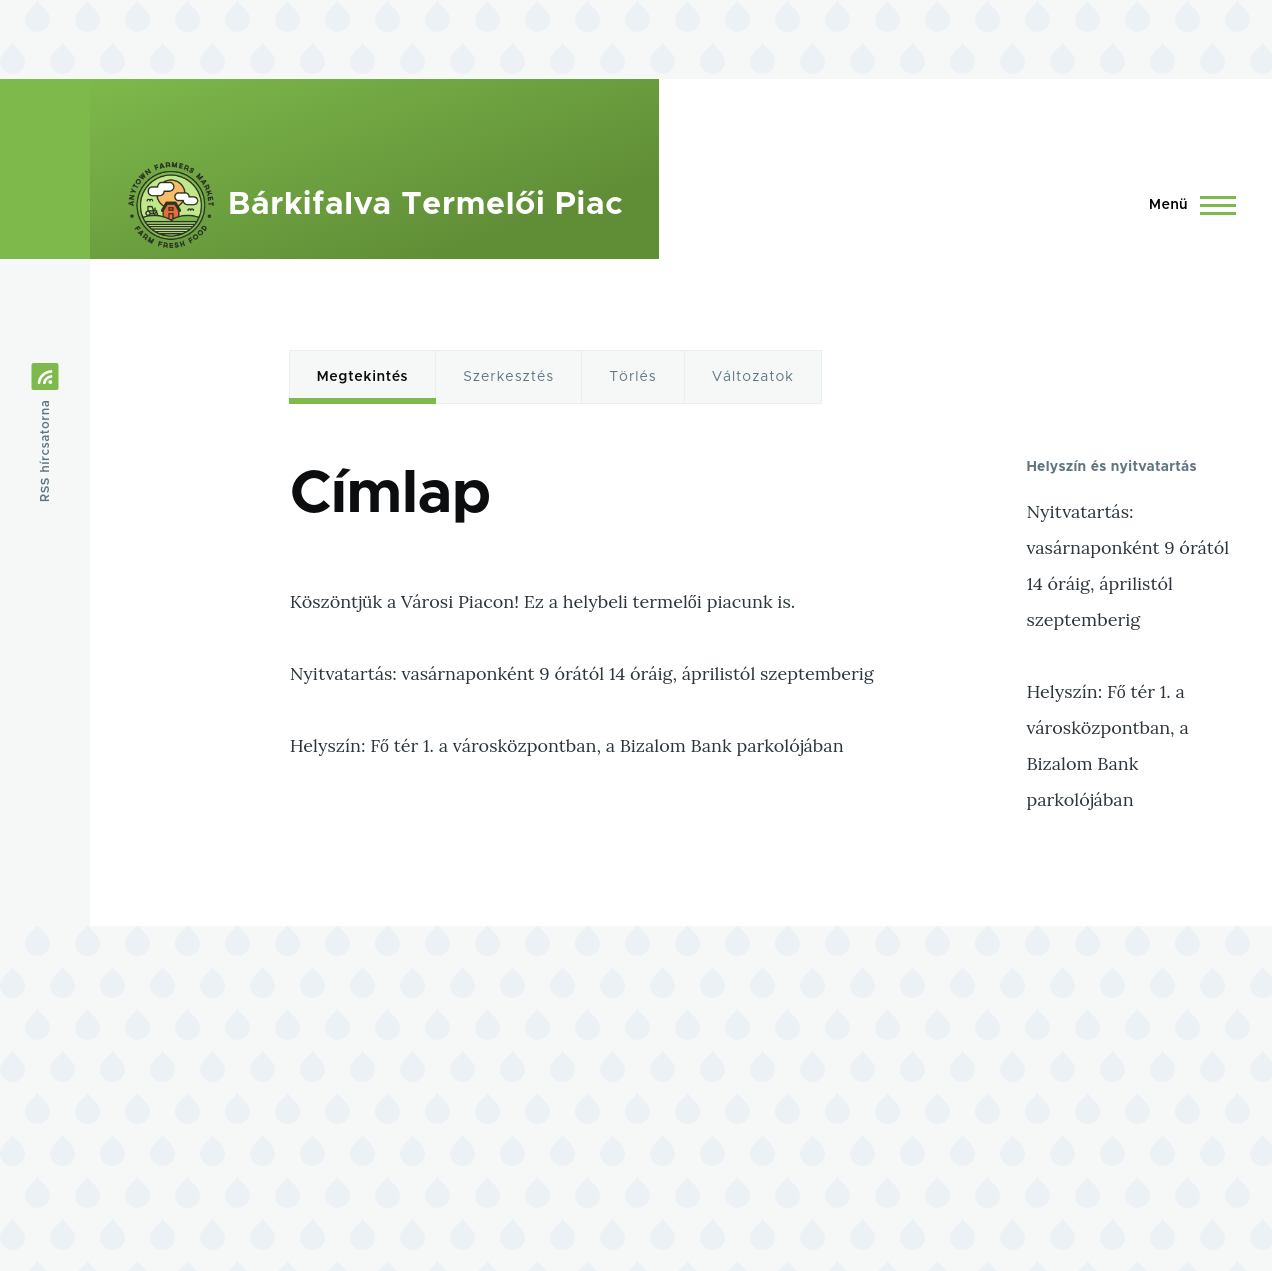 ANYTOWN FARMERS MARKET
FARM FRESH FOOD
Bárkifalva Termelői Piac
Menü
RSS hírcsatorna
Megtekintés
Szerkesztés
Törlés
Változatok
Címlap
Köszöntjük a Városi Piacon! Ez a helybeli termelői piacunk is.
Nyitvatartás: vasárnaponként 9 órától 14 óráig, áprilistól szeptemberig
Helyszín: Fő tér 1. a városközpontban, a Bizalom Bank parkolójában
Helyszín és nyitvatartás
Nyitvatartás:
vasárnaponként 9 órától
14 óráig, áprilistól
szeptemberig
Helyszín: Fő tér 1. a
városközpontban, a
Bizalom Bank
parkolójában